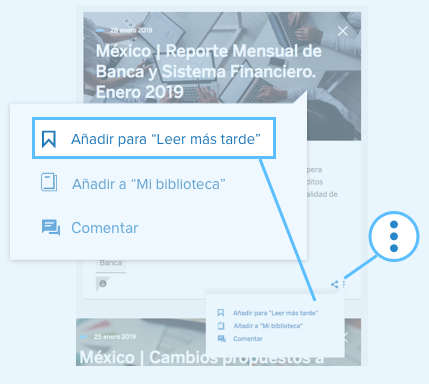 28 enero 2019
México | Reporte Mensual de
Banca y Sistema Financiero.
Enero 2019
Añadir para “Leer más tarde”
Añadir a “Mi biblioteca”
Comentar
pera
ditos
alidad de
Banca
Añadir para “Leer más tarde”
Añadir a “Mi biblioteca”
Comentar
25 enero 2019
México | Cambios propuestos a